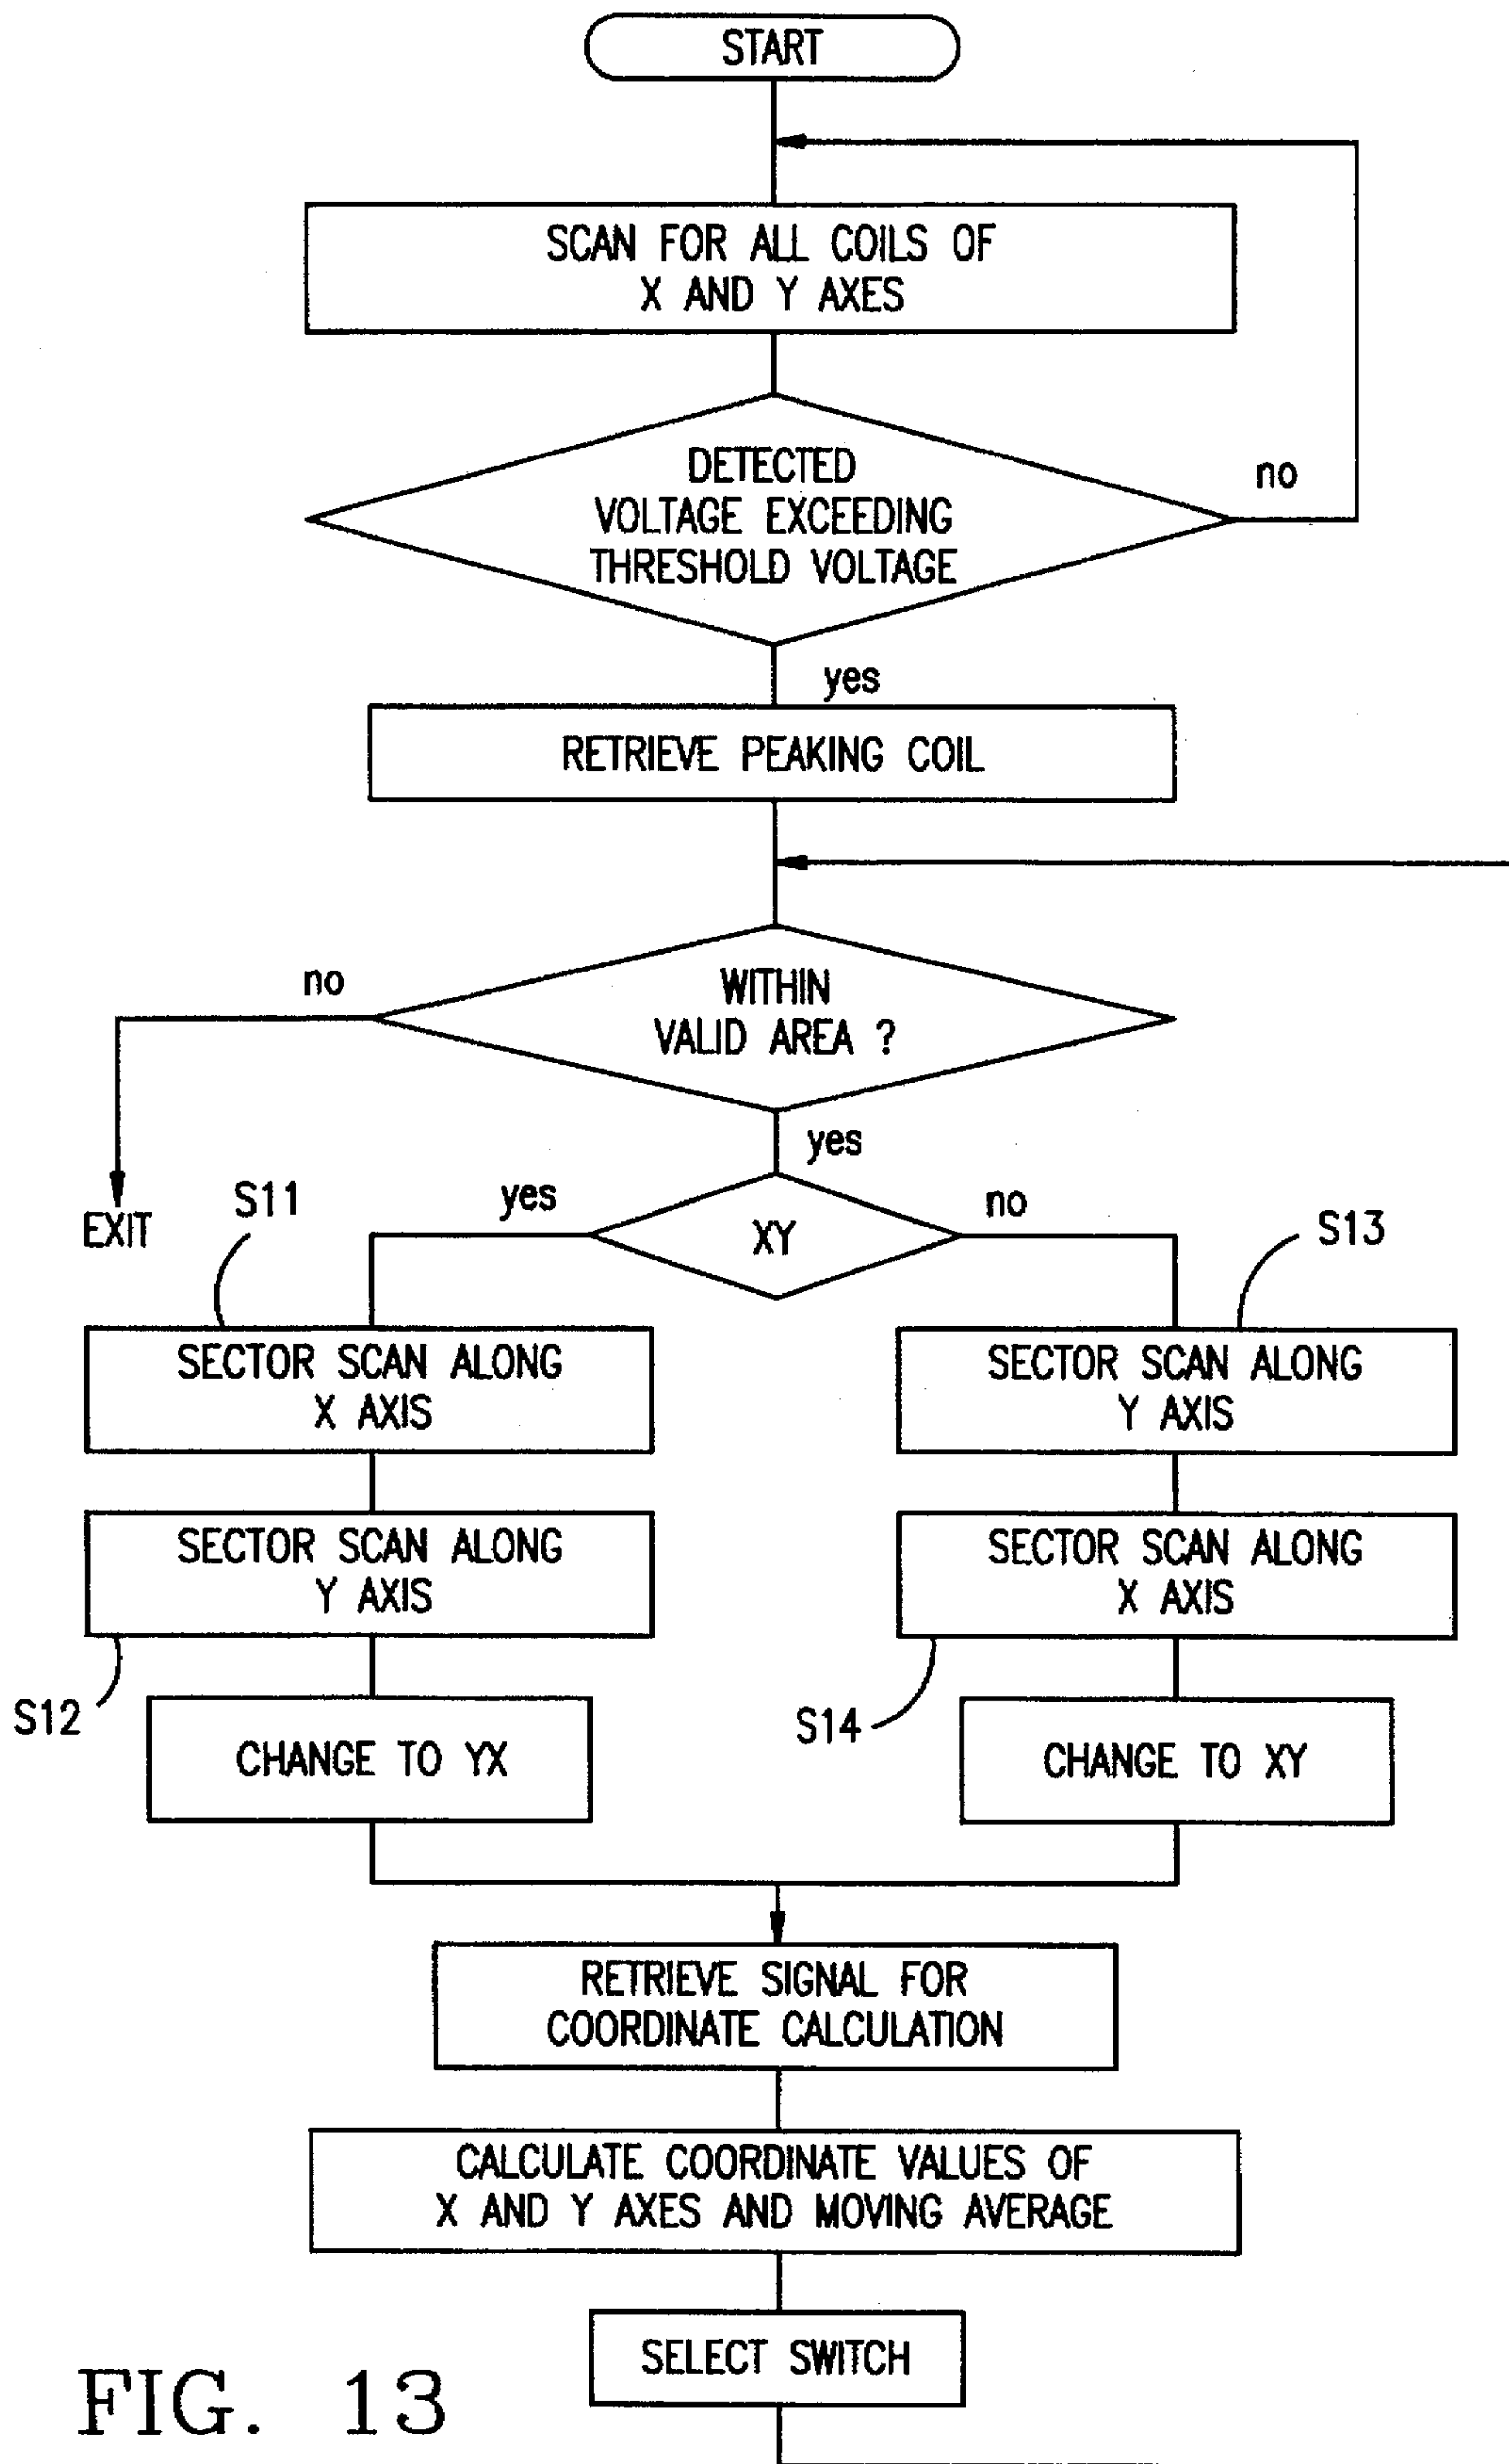 START
SCAN FOR ALL COILS OF
X AND Y AXES
DETECTED
VOLTAGE EXCEEDING
THRESHOLD VOLTAGE
no
yes
RETRIEVE PEAKING COIL
no
WITHIN
VALID AREA ?
yes
EXIT
S11
yes
XY
no
S13
SECTOR SCAN ALONG
X AXIS
SECTOR SCAN ALONG
Y AXIS
SECTOR SCAN ALONG
Y AXIS
SECTOR SCAN ALONG
X AXIS
S12
S14
CHANGE TO YX
CHANGE TO XY
RETRIEVE SIGNAL FOR
COORDINATE CALCULATION
CALCULATE COORDINATE VALUES OF
X AND Y AXES AND MOVING AVERAGE
SELECT SWITCH
FIG. 13